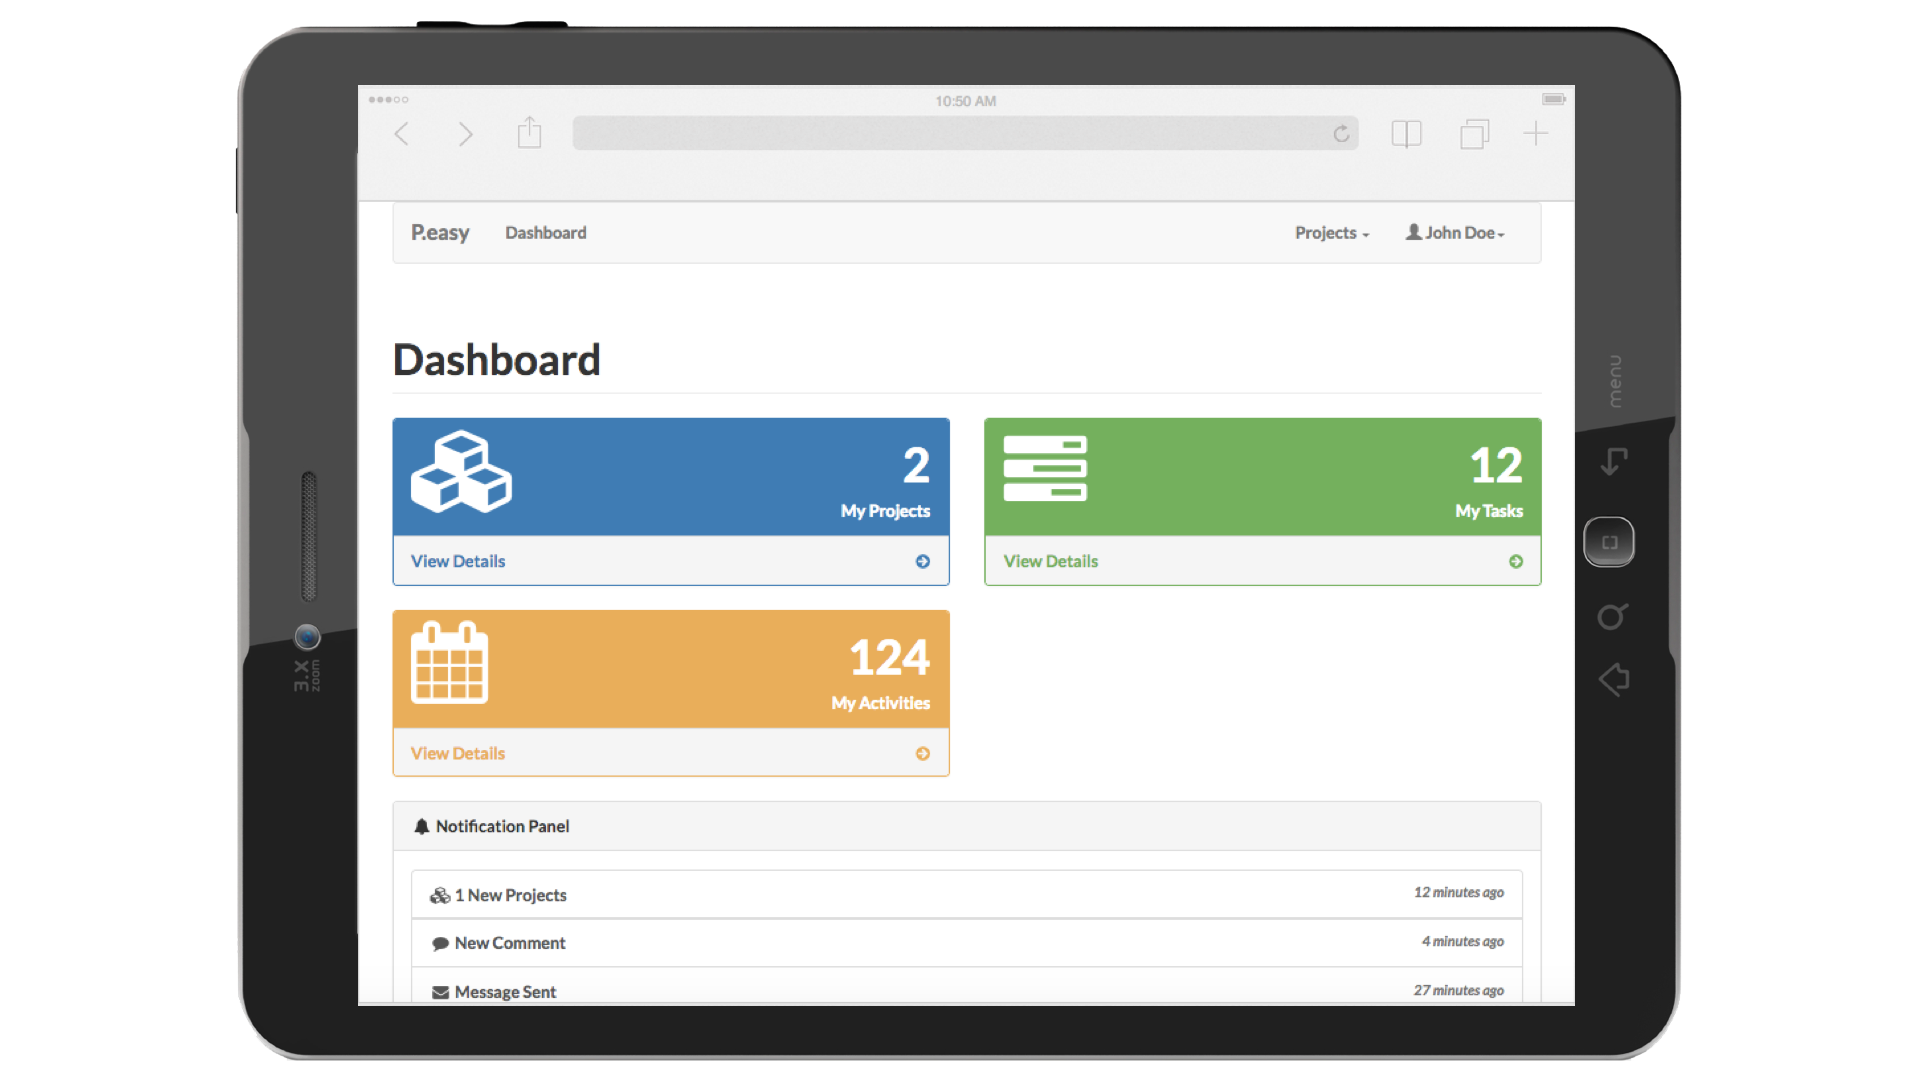 10:50 AM
P.easy Dashboard Projects John Doe
Dashboard
2
My Projects
View Details
12
My Tasks
View Details
124
My Activities
View Details
Notification Panel
1 New Projects 12 minutes ago
New Comment 4 minutes ago
Message Sent 27 minutes ago
menu
3.X
zoom